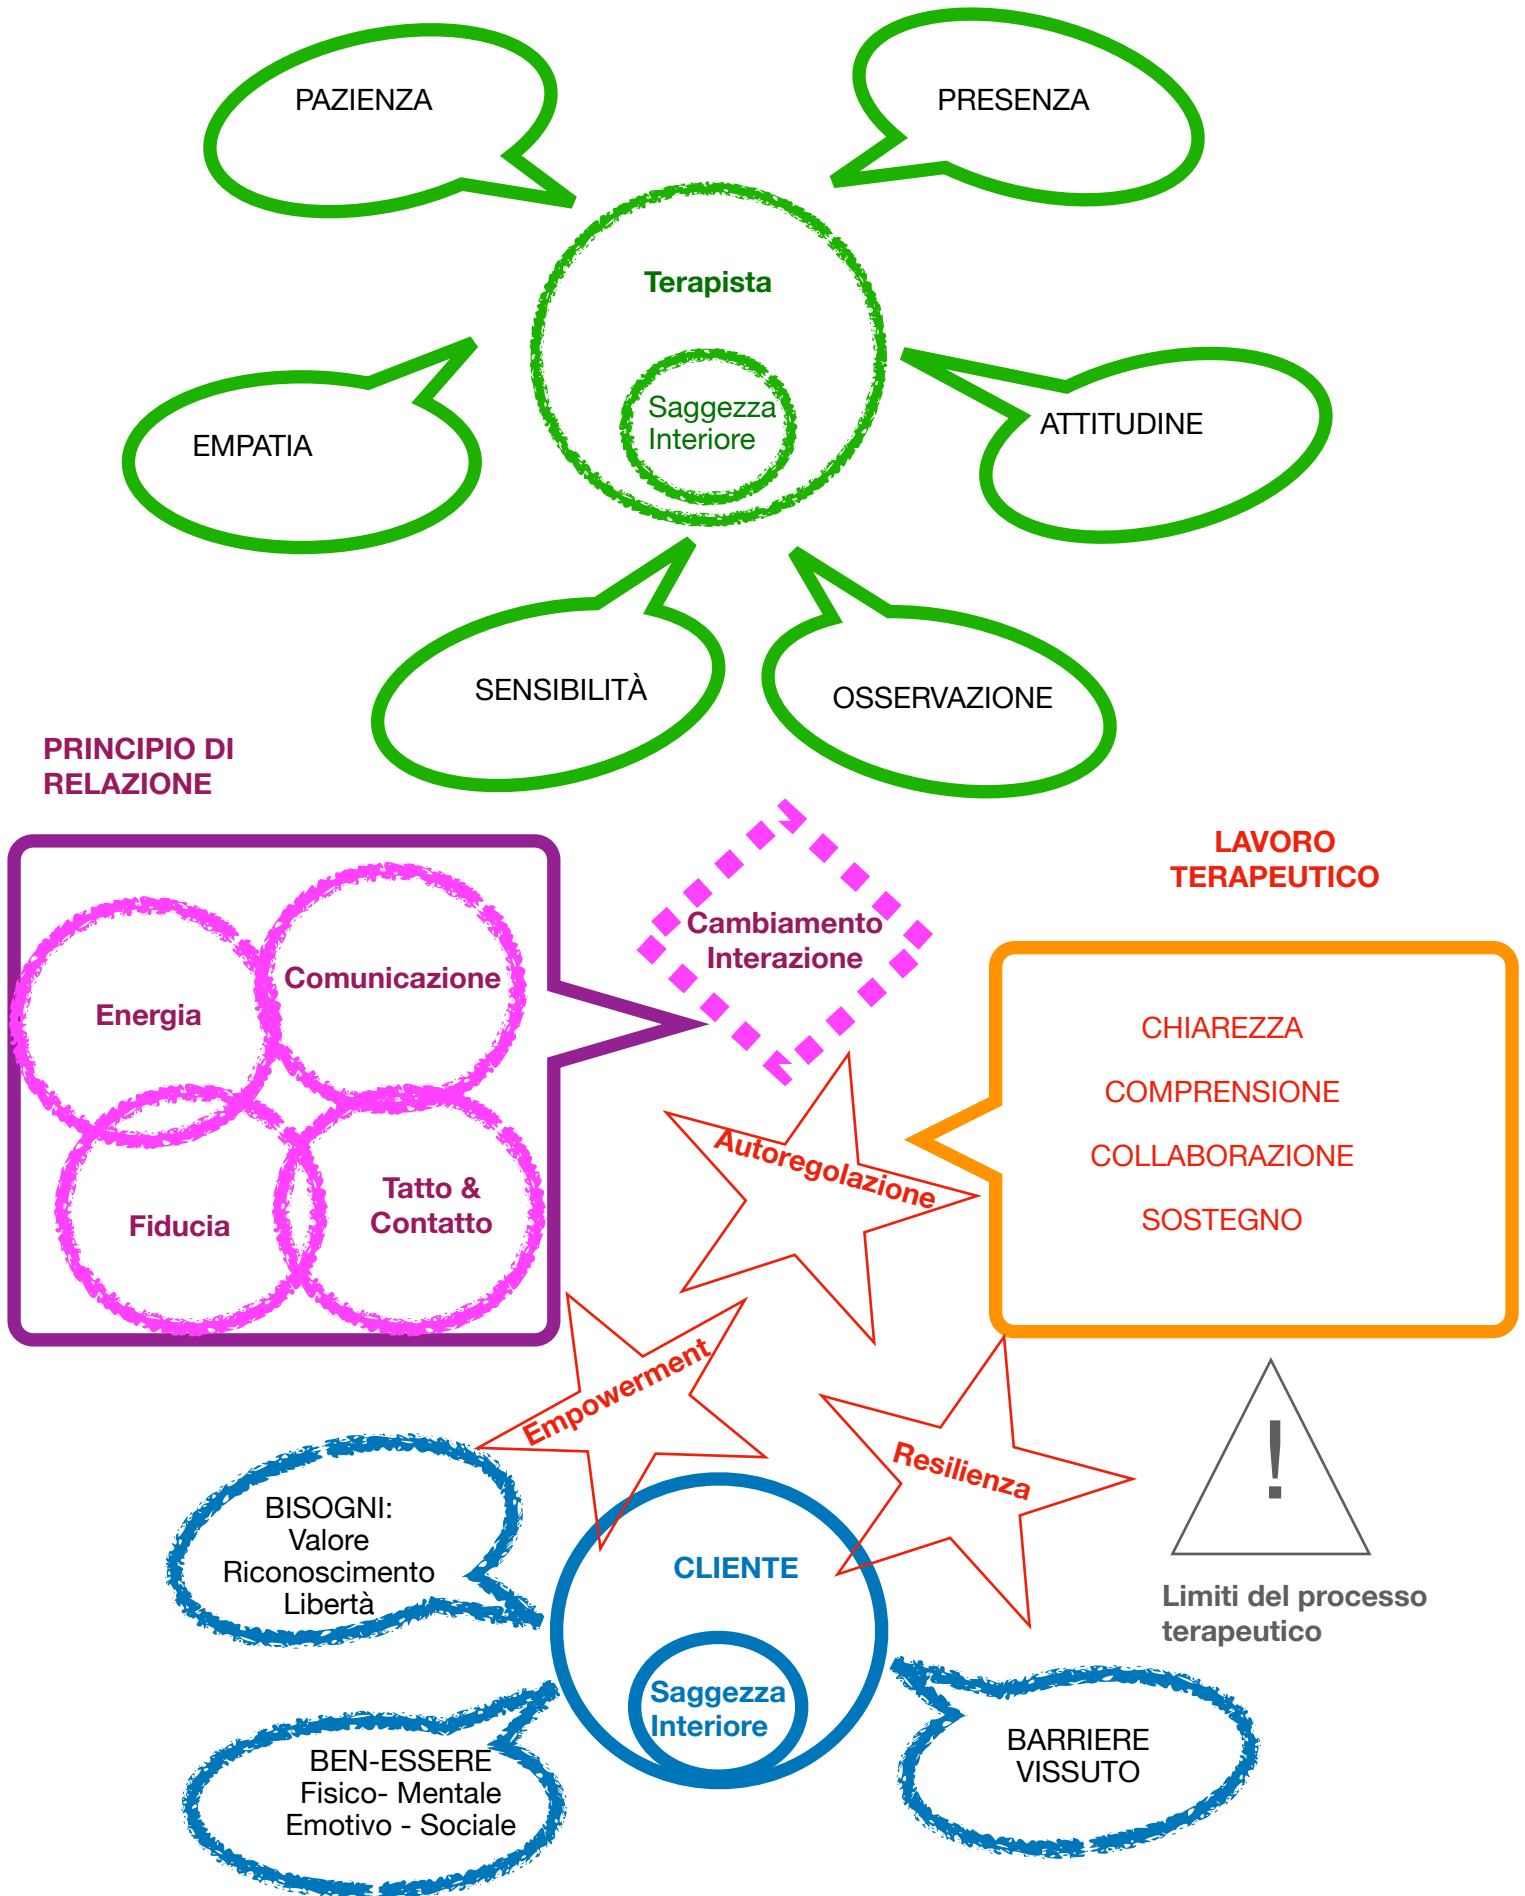 PAZIENZA
PRESENZA
Terapista
Saggezza
Interiore
EMPATIA
ATTITUDINE
SENSIBILITÀ
OSSERVAZIONE
PRINCIPIO DI
RELAZIONE
Energia
Comunicazione
Fiducia
Tatto &
Contatto
Cambiamento
Interazione
LAVORO
TERAPEUTICO
CHIAREZZA
COMPRENSIONE
COLLABORAZIONE
SOSTEGNO
Autoregolazione
Empowerment
Resilienza
!
Limiti del processo
terapeutico
BISOGNI:
Valore
Riconoscimento
Libertà
CLIENTE
Saggezza
Interiore
BEN-ESSERE
Fisico- Mentale
Emotivo - Sociale
BARRIERE
VISSUTO